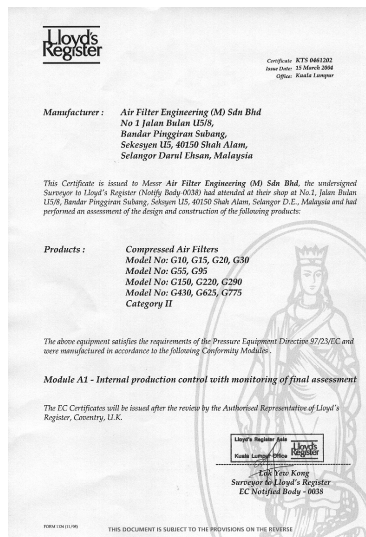 Lloyd's
Register
Certificate KTS 0461202
Issue Date: 15 March 2004
Office: Kuala Lumpur
Manufacturer : Air Filter Engineering (M) Sdn Bhd
No 1 Jalan Bulan U5/8,
Bandar Pinggiran Subang,
Seksyen U5, 40150 Shah Alam,
Selangor Darul Ehsan, Malaysia
This Certificate is issued to Messr Air Filter Engineering (M) Sdn Bhd, the undersigned
Surveyor to Lloyd's Register (Notify Body-0038) had attended at their shop at No.1, Jalan Bulan
U5/8, Bandar Pinggiran Subang, Seksyen U5, 40150 Shah Alam, Selangor D.E., Malaysia and had
performed an assessment of the design and construction of the following products:
Products : Compressed Air Filters
Model No: G10, G15, G20, G30
Model No: G55, G95
Model No: G150, G220, G290
Model No: G430, G625, G775
Category II
The above equipment satisfies the requirements of the Pressure Equipment Directive 97/23/EC and
were manufactured in accordance to the following Conformity Modules .
Module A1 - Internal production control with monitoring of final assessment
The EC Certificates will be issued after the review by the Authorised Representative of Lloyd's
Register, Coventry, U.K.
Lloyd's Register Asia
Lloyd's
Register
Kuala Lumpur Office
Lok Yew Kong
Surveyor to Lloyd's Register
EC Notified Body - 0038
THIS DOCUMENT IS SUBJECT TO THE PROVISIONS ON THE REVERSE